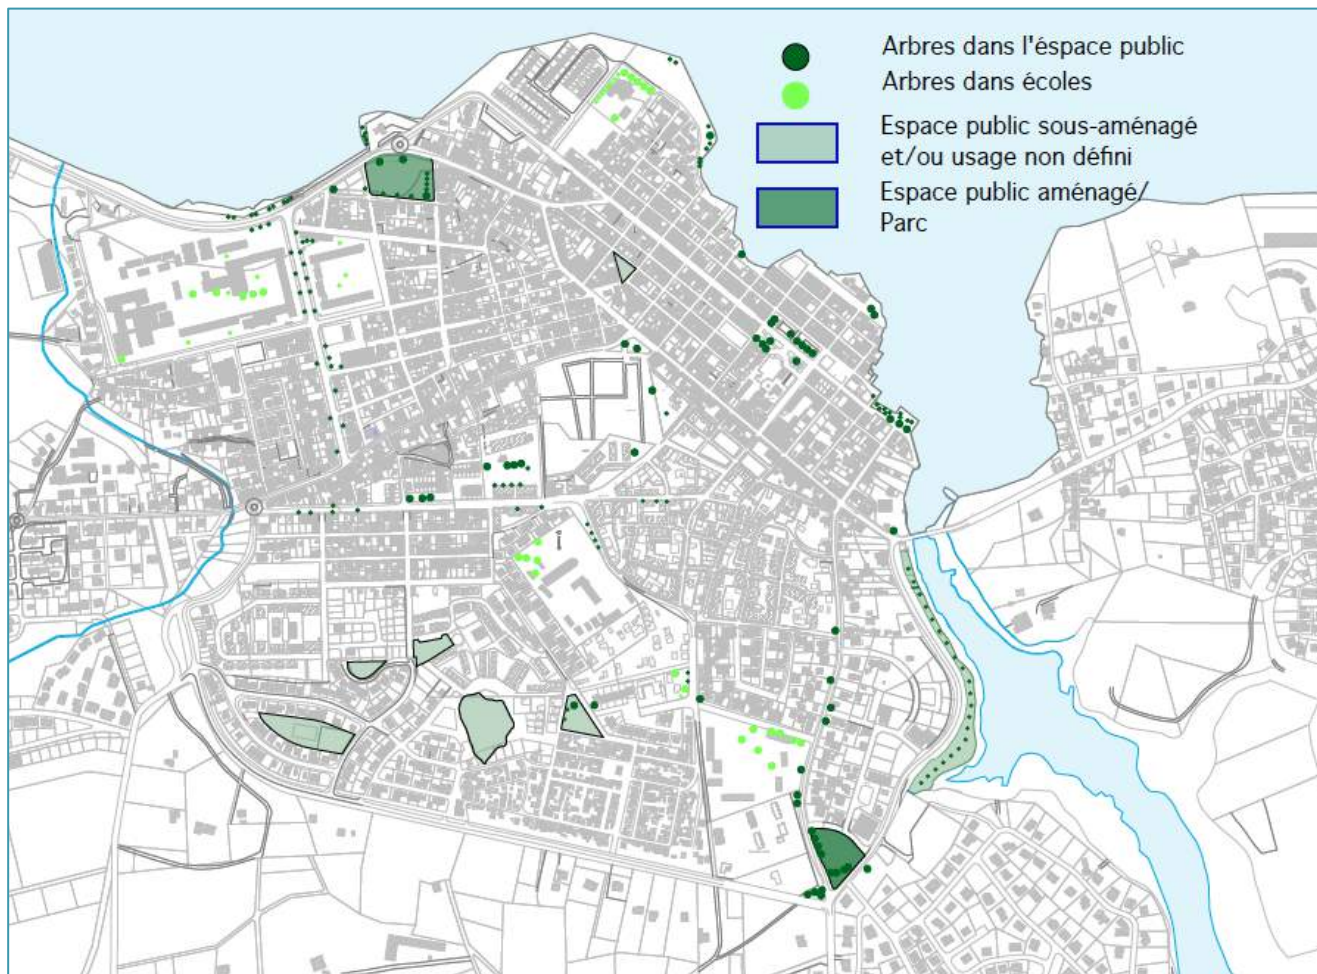 Arbres dans l'éspace public
Arbres dans écoles
Espace public sous-aménagé
et/ou usage non défini
Espace public aménagé/
Parc